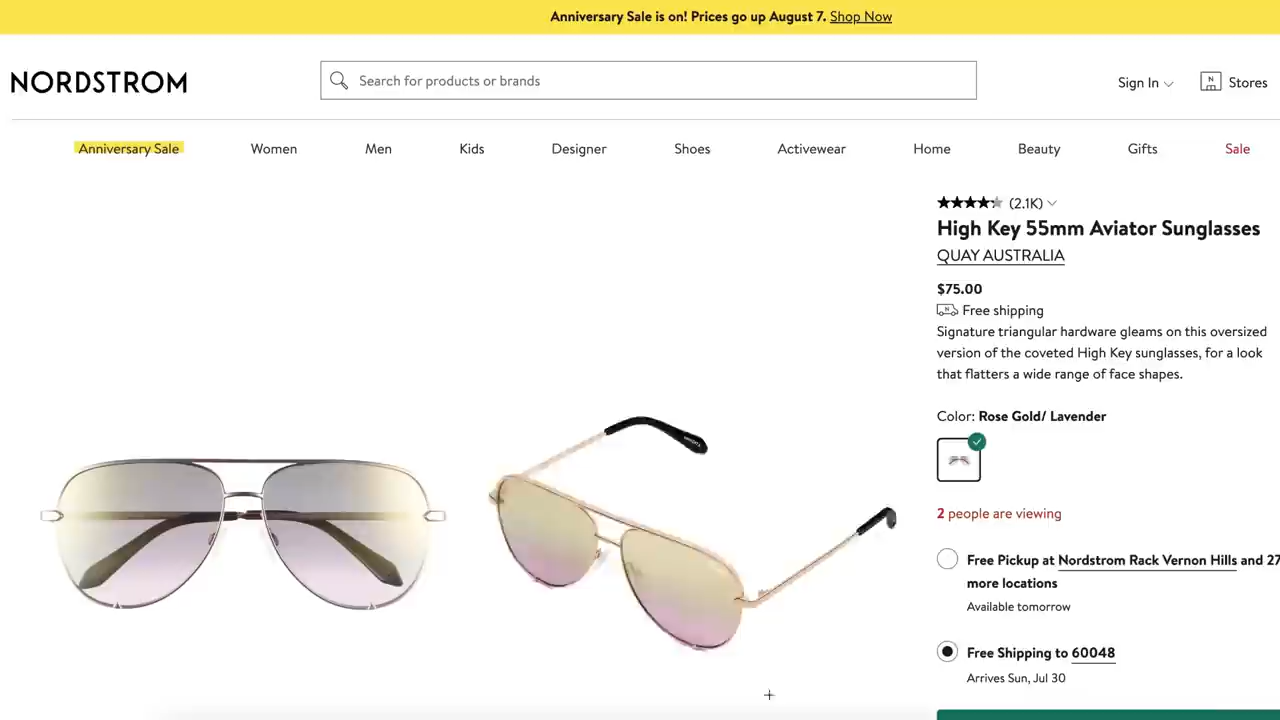 Anniversary Sale is on! Prices go up August 7. Shop Now
NORDSTROM
Search for products or brands
Sign In
N
Stores
Anniversary Sale
Women
Men
Kids
Designer
Shoes
Activewear
Home
Beauty
Gifts
Sale
(2.1K)
High Key 55mm Aviator Sunglasses
QUAY AUSTRALIA
$75.00
N
Free shipping
Signature triangular hardware gleams on this oversized
version of the coveted High Key sunglasses, for a look
that flatters a wide range of face shapes.
Color: Rose Gold/ Lavender
2 people are viewing
Free Pickup at Nordstrom Rack Vernon Hills and 27
more locations
Available tomorrow
Free Shipping to 60048
Arrives Sun, Jul 30